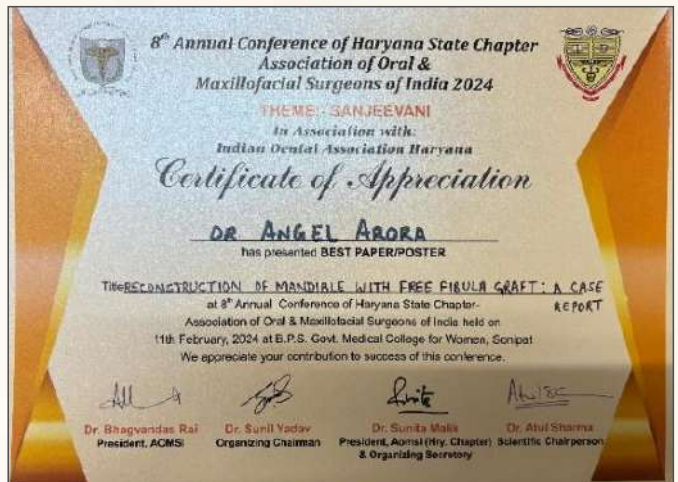 8th Annual Conference of Haryana State Chapter
Association of Oral &
Maxillofacial Surgeons of India 2024
THEME:- SANJEEVANI
In Association with:
Indian Dental Association Haryana
Certificate of Appreciation
DR ANGEL ARORA
has presented BEST PAPER/POSTER
Title RECONSTRUCTION OF MANDIBLE WITH FREE FIBULA GRAFT: A CASE REPORT
at 8th Annual Conference of Haryana State Chapter-
Association of Oral & Maxillofacial Surgeons of India held on
11th February, 2024 at B.P.S. Govt. Medical College for Women, Sonipat
We appreciate your contribution to success of this conference.
Dr. Bhagvandas Rai
President, AOMSI
Dr. Sunil Yadav
Organizing Chairman
Dr. Sunita Malik
President, Aomsi (Hry. Chapter)
& Organizing Secretory
Dr. Atul Sharma
Scientific Chairperson